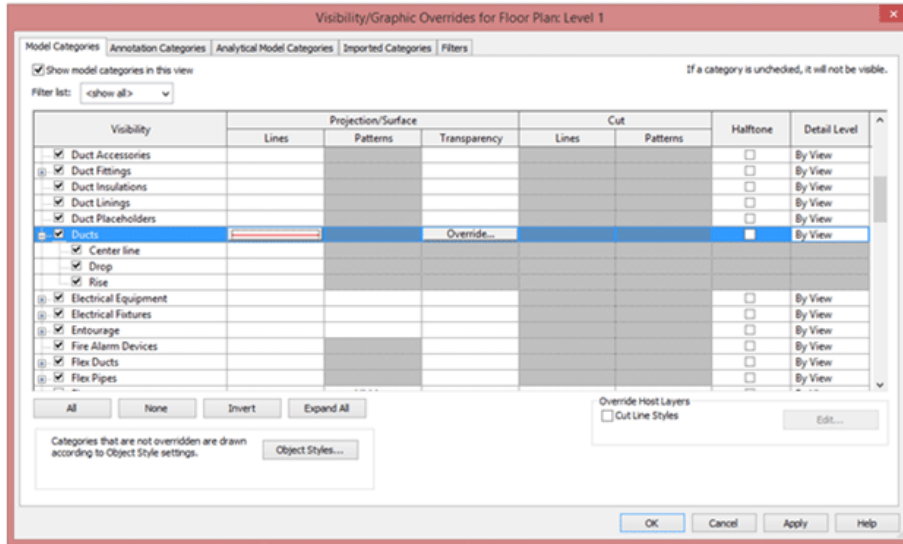 Visibility/Graphic Overrides for Floor Plan: Level 1
Model Categories Annotation Categories Analytical Model Categories Imported Categories Filters
Show model categories in this view If a category is unchecked, it will not be visible.
Filter list: <show all>
Visibility Projection/Surface Cut Halftone Detail Level
Lines Patterns Transparency Lines Patterns
Duct Accessories By View
Duct Fittings By View
Duct Insulations By View
Duct Linings By View
Duct Placeholders By View
Ducts Override... By View
Center line
Drop
Rise
Electrical Equipment By View
Electrical Fixtures By View
Entourage By View
Fire Alarm Devices By View
Flex Ducts By View
Flex Pipes By View
All None Invert Expand All
Override Host Layers
Cut Line Styles Edit...
Categories that are not overridden are drawn
according to Object Style settings. Object Styles...
OK Cancel Apply Help